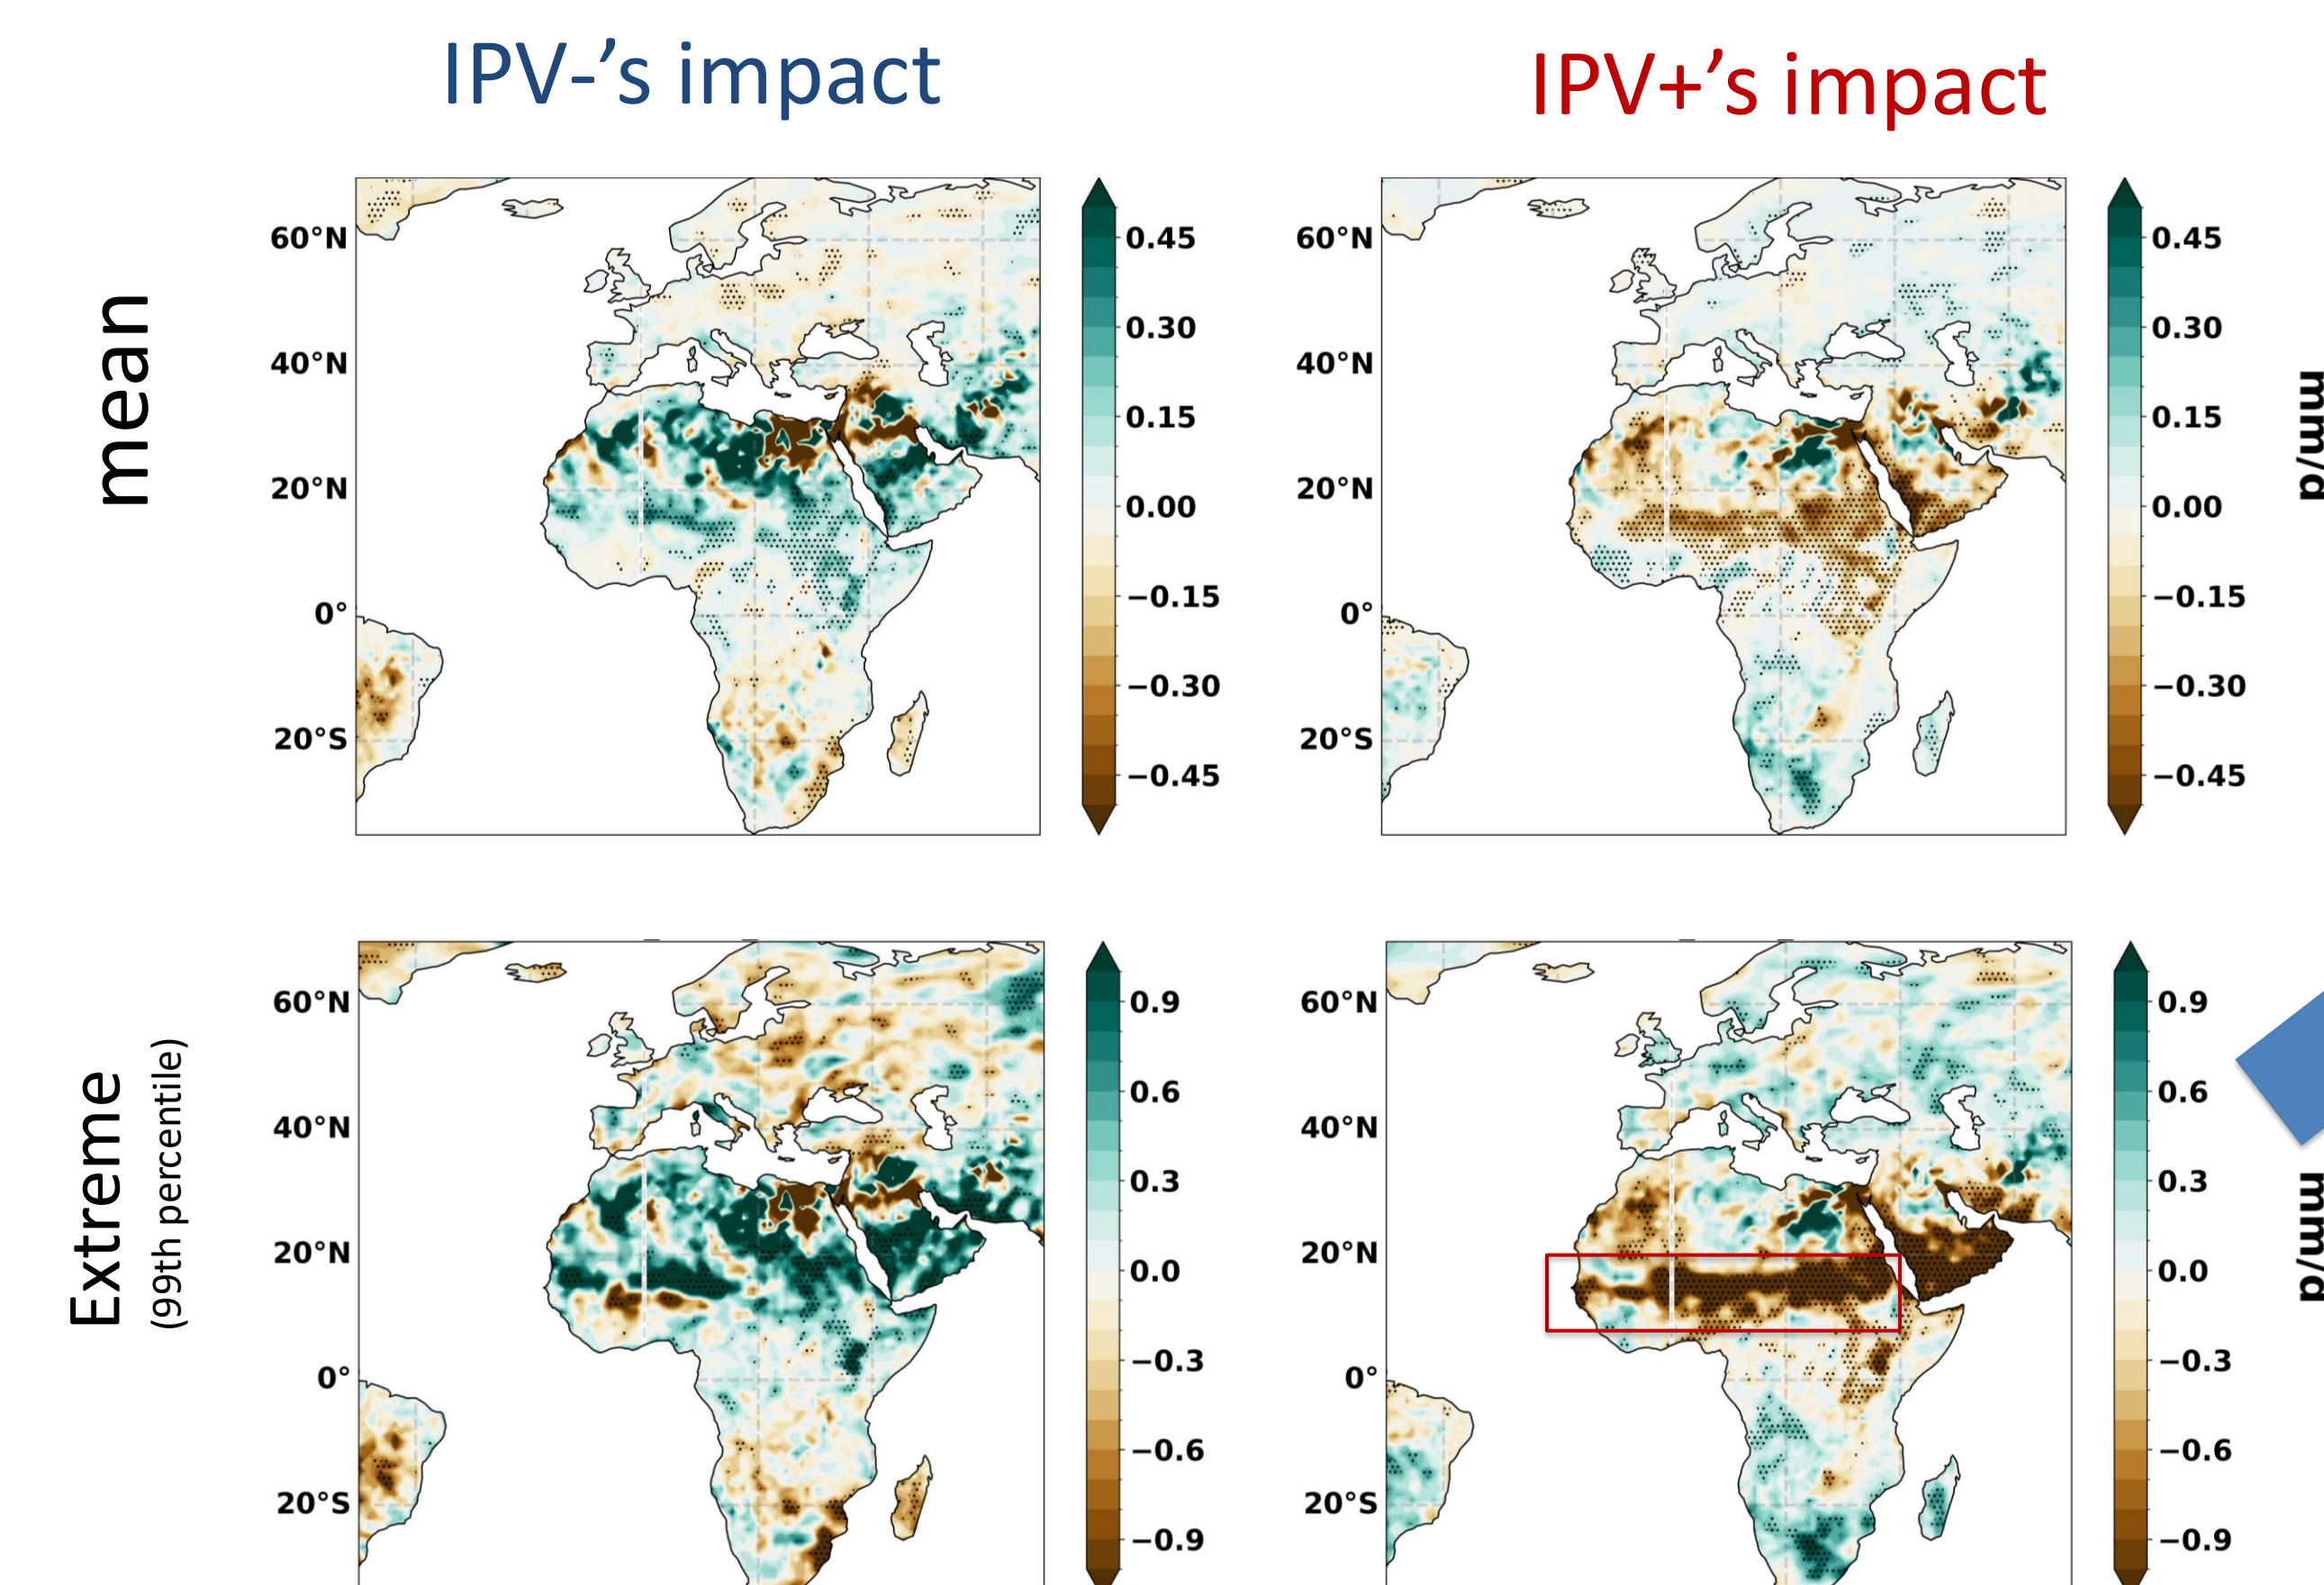 IPV-’s impact
IPV+’s impact
mean
60°N
40°N
20°N
0°
20°S
0.45
0.30
0.15
0.00
−0.15
−0.30
−0.45
60°N
40°N
20°N
0°
20°S
0.45
0.30
0.15
0.00
−0.15
−0.30
−0.45
mm/d
Extreme
(99th percentile)
60°N
40°N
20°N
0°
20°S
0.9
0.6
0.3
0.0
−0.3
−0.6
−0.9
60°N
40°N
20°N
0°
20°S
0.9
0.6
0.3
0.0
−0.3
−0.6
−0.9
mm/d